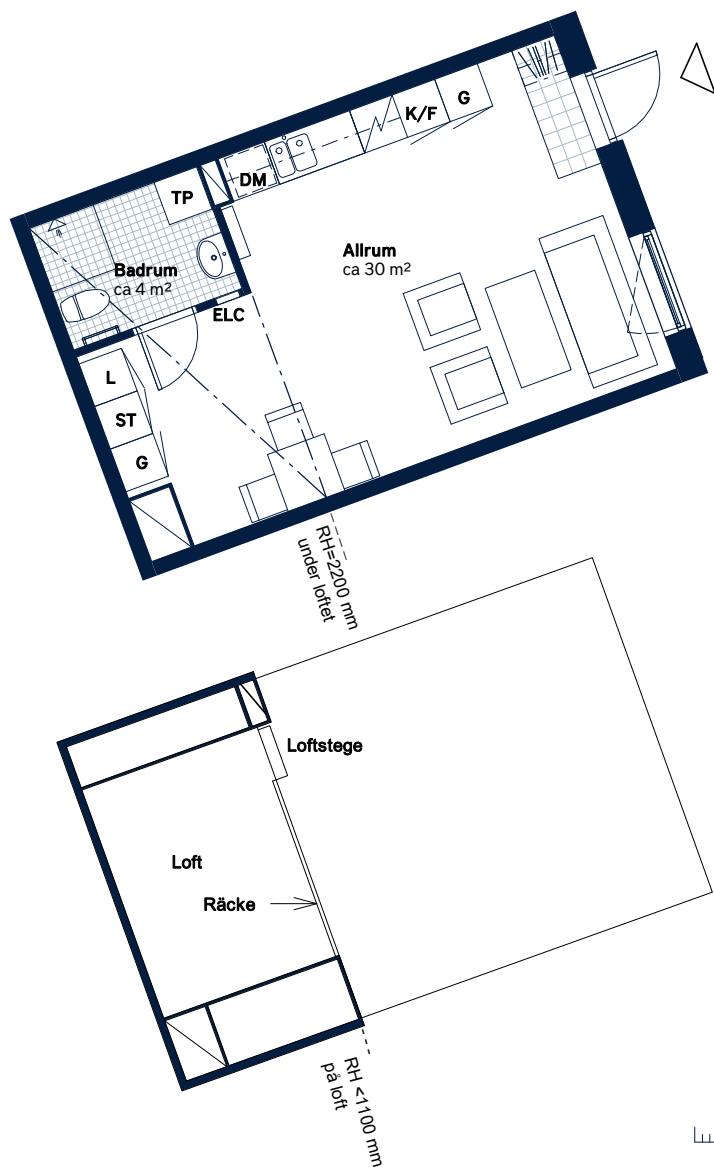 G
K/F
DM
TP
Allrum
ca 30 m²
Badrum
ca 4 m²
ELC
L
ST
G
RH=2200 mm
under loftet
Loftstege
Loft
Räcke
RH <1100 mm
på loft